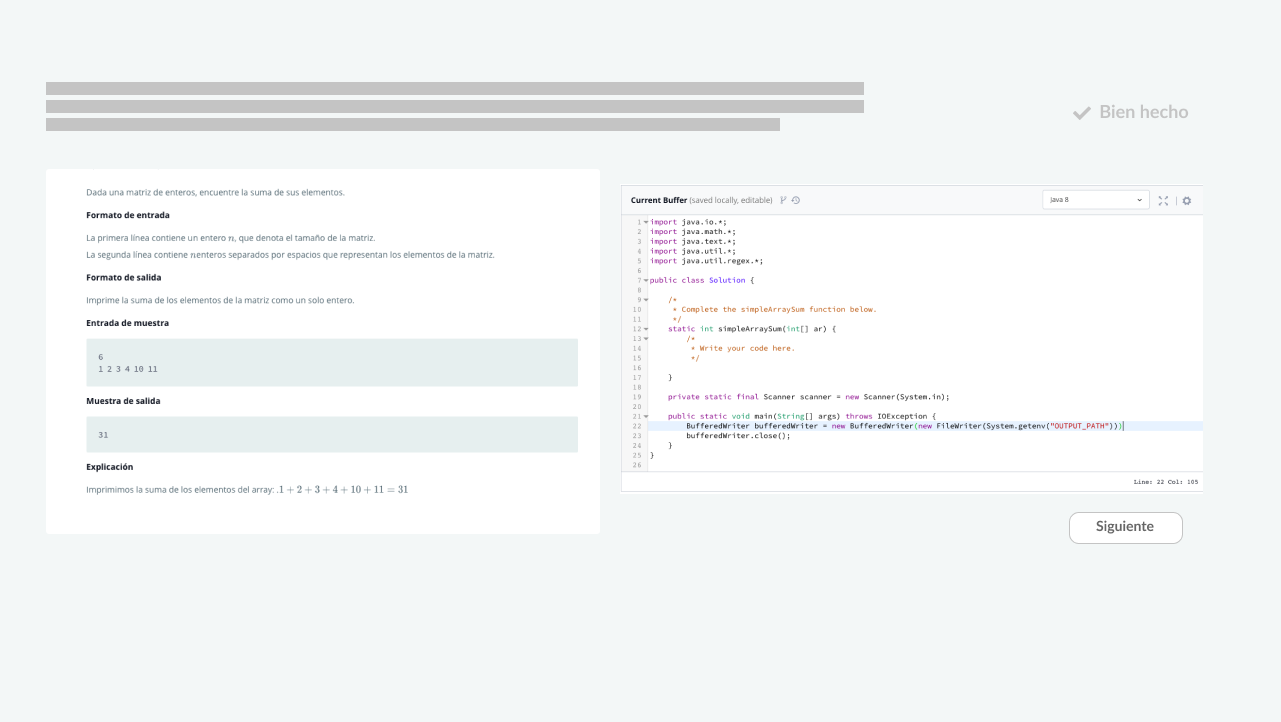 Bien hecho
Dada una matriz de enteros, encuentre la suma de sus elementos.
Formato de entrada
La primera línea contiene un entero n, que denota el tamaño de la matriz.
La segunda línea contiene nenteros separados por espacios que representan los elementos de la matriz.
Formato de salida
Imprime la suma de los elementos de la matriz como un solo entero.
Entrada de muestra
6
1 2 3 4 10 11
Muestra de salida
31
Explicación
Imprimimos la suma de los elementos del array: .1 + 2 + 3 + 4 + 10 + 11 = 31
Current Buffer (saved locally, editable)
Java 8
1 import java.io.*;
2 import java.math.*;
3 import java.text.*;
4 import java.util.*;
5 import java.util.regex.*;
6
7 public class Solution {
8
9 /*
10 * Complete the simpleArraySum function below.
11 */
12 static int simpleArraySum(int[] ar) {
13 /*
14 * Write your code here.
15 */
16
17 }
18
19 private static final Scanner scanner = new Scanner(System.in);
20
21 public static void main(String[] args) throws IOException {
22 BufferedWriter bufferedWriter = new BufferedWriter(new FileWriter(System.getenv("OUTPUT_PATH")))
23 bufferedWriter.close();
24 }
25 }
26
Line: 22 Col: 105
Siguiente